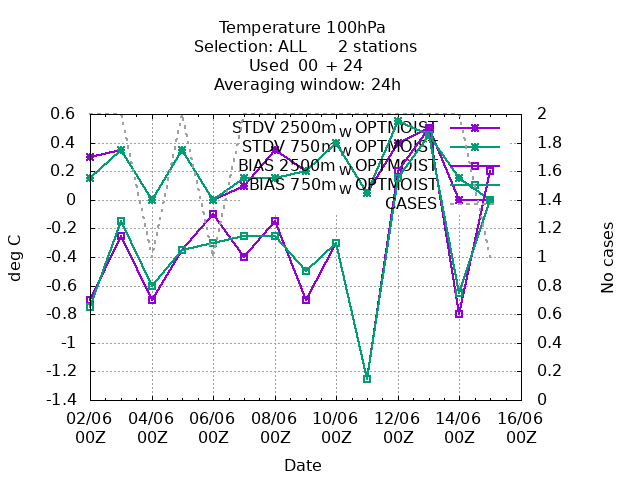 Temperature 100hPa
Selection: ALL 2 stations
Used 00 + 24
Averaging window: 24h
0.6 2
STDV 2500m W OPTMOIST
0.4 1.8
STDV 750m W OPTMOIST
0.2 1.6
BIAS 2500m W OPTMOIST
BIAS 750m W OPTMOIST
0 1.4
CASES
-0.2 1.2
-0.4 1
-0.6 0.8
-0.8 0.6
-1 0.4
-1.2 0.2
-1.4 0
deg C
No cases
02/06 04/06 06/06 08/06 10/06 12/06 14/06 16/06
00Z 00Z 00Z 00Z 00Z 00Z 00Z 00Z
Date